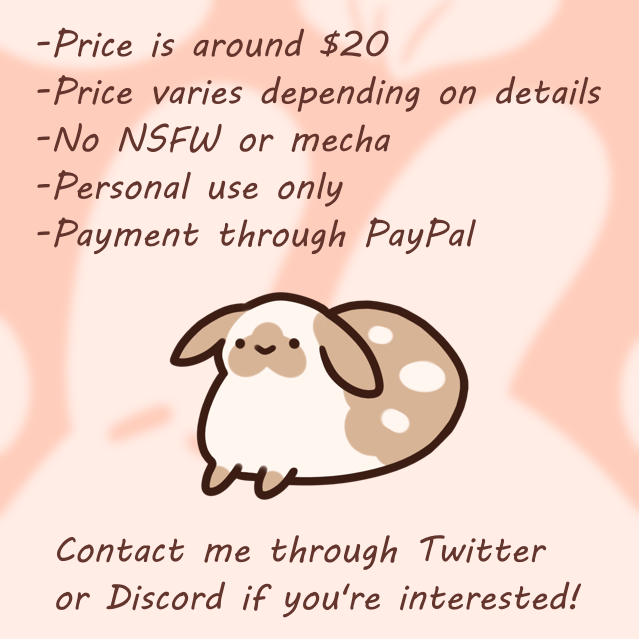 -Price is around $20
-Price varies depending on details
-No NSFW or mecha
-Personal use only
-Payment through PayPal
Contact me through Twitter
or Discord if you're interested!